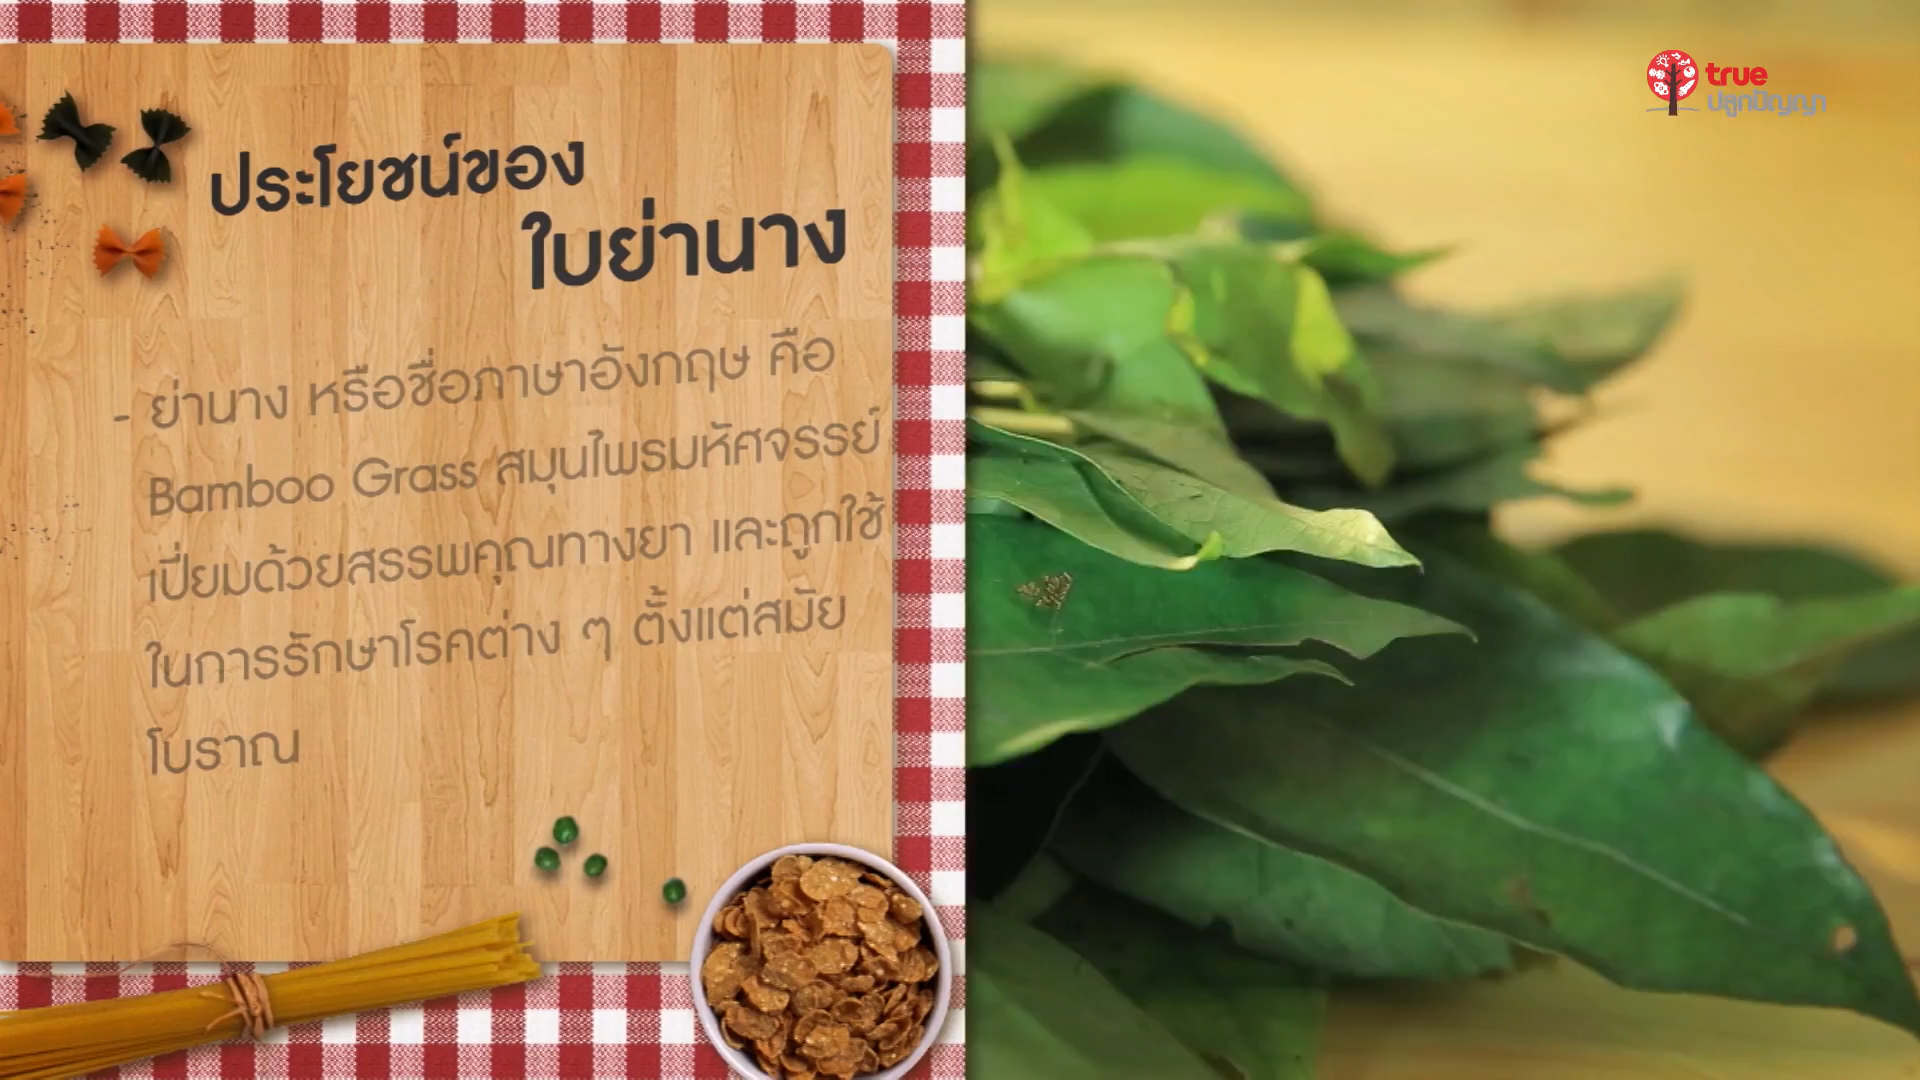 ประโยชน์ของ
ใบย่านาง
- ย่านาง หรือชื่อภาษาอังกฤษ คือ
Bamboo Grass สมุนไพรมหัศจรรย์
เปี่ยมด้วยสรรพคุณทางยา และถูกใช้
ในการรักษาโรคต่าง ๆ ตั้งแต่สมัย
โบราณ
true
ปลูกปัญญา